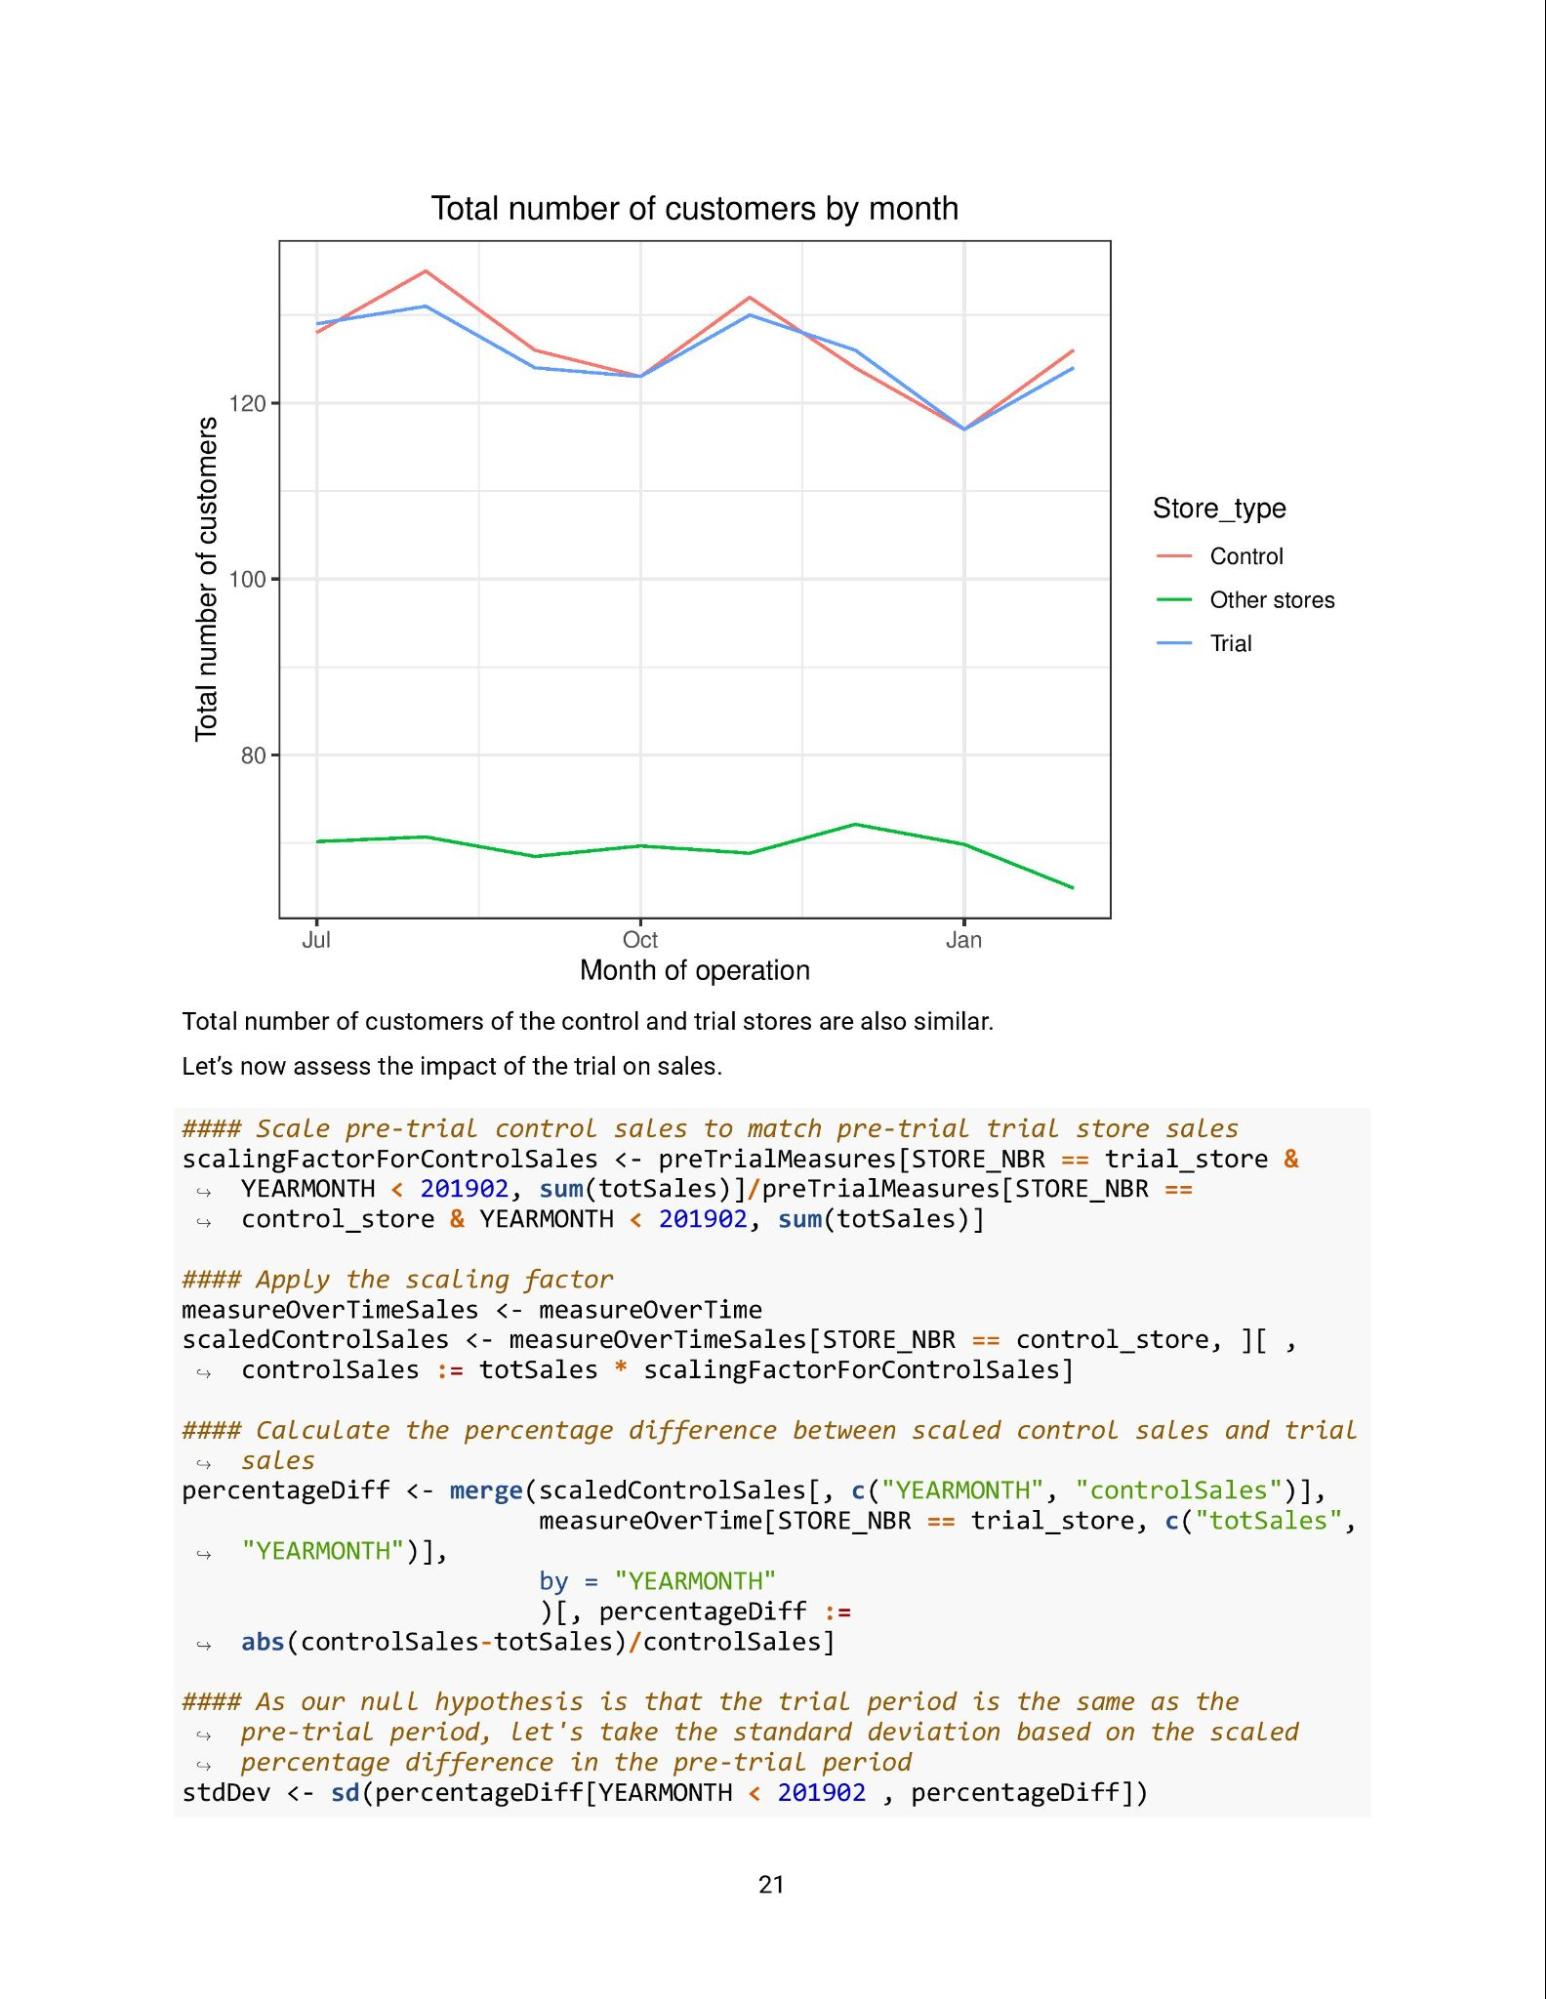 Total number of customers by month
120
100
80
Total number of customers
Jul Oct Jan
Month of operation
Store_type
Control
Other stores
Trial
Total number of customers of the control and trial stores are also similar.
Let’s now assess the impact of the trial on sales.
#### Scale pre-trial control sales to match pre-trial trial store sales
scalingFactorForControlSales <- preTrialMeasures[STORE_NBR == trial_store &
↪ YEARMONTH < 201902, sum(totSales)]/preTrialMeasures[STORE_NBR ==
↪ control_store & YEARMONTH < 201902, sum(totSales)]
#### Apply the scaling factor
measureOverTimeSales <- measureOverTime
scaledControlSales <- measureOverTimeSales[STORE_NBR == control_store, ][ ,
↪ controlSales := totSales * scalingFactorForControlSales]
#### Calculate the percentage difference between scaled control sales and trial
↪ sales
percentageDiff <- merge(scaledControlSales[, c("YEARMONTH", "controlSales")],
measureOverTime[STORE_NBR == trial_store, c("totSales",
↪ "YEARMONTH")],
by = "YEARMONTH"
)[, percentageDiff :=
↪ abs(controlSales-totSales)/controlSales]
#### As our null hypothesis is that the trial period is the same as the
↪ pre-trial period, let's take the standard deviation based on the scaled
↪ percentage difference in the pre-trial period
stdDev <- sd(percentageDiff[YEARMONTH < 201902 , percentageDiff])
21